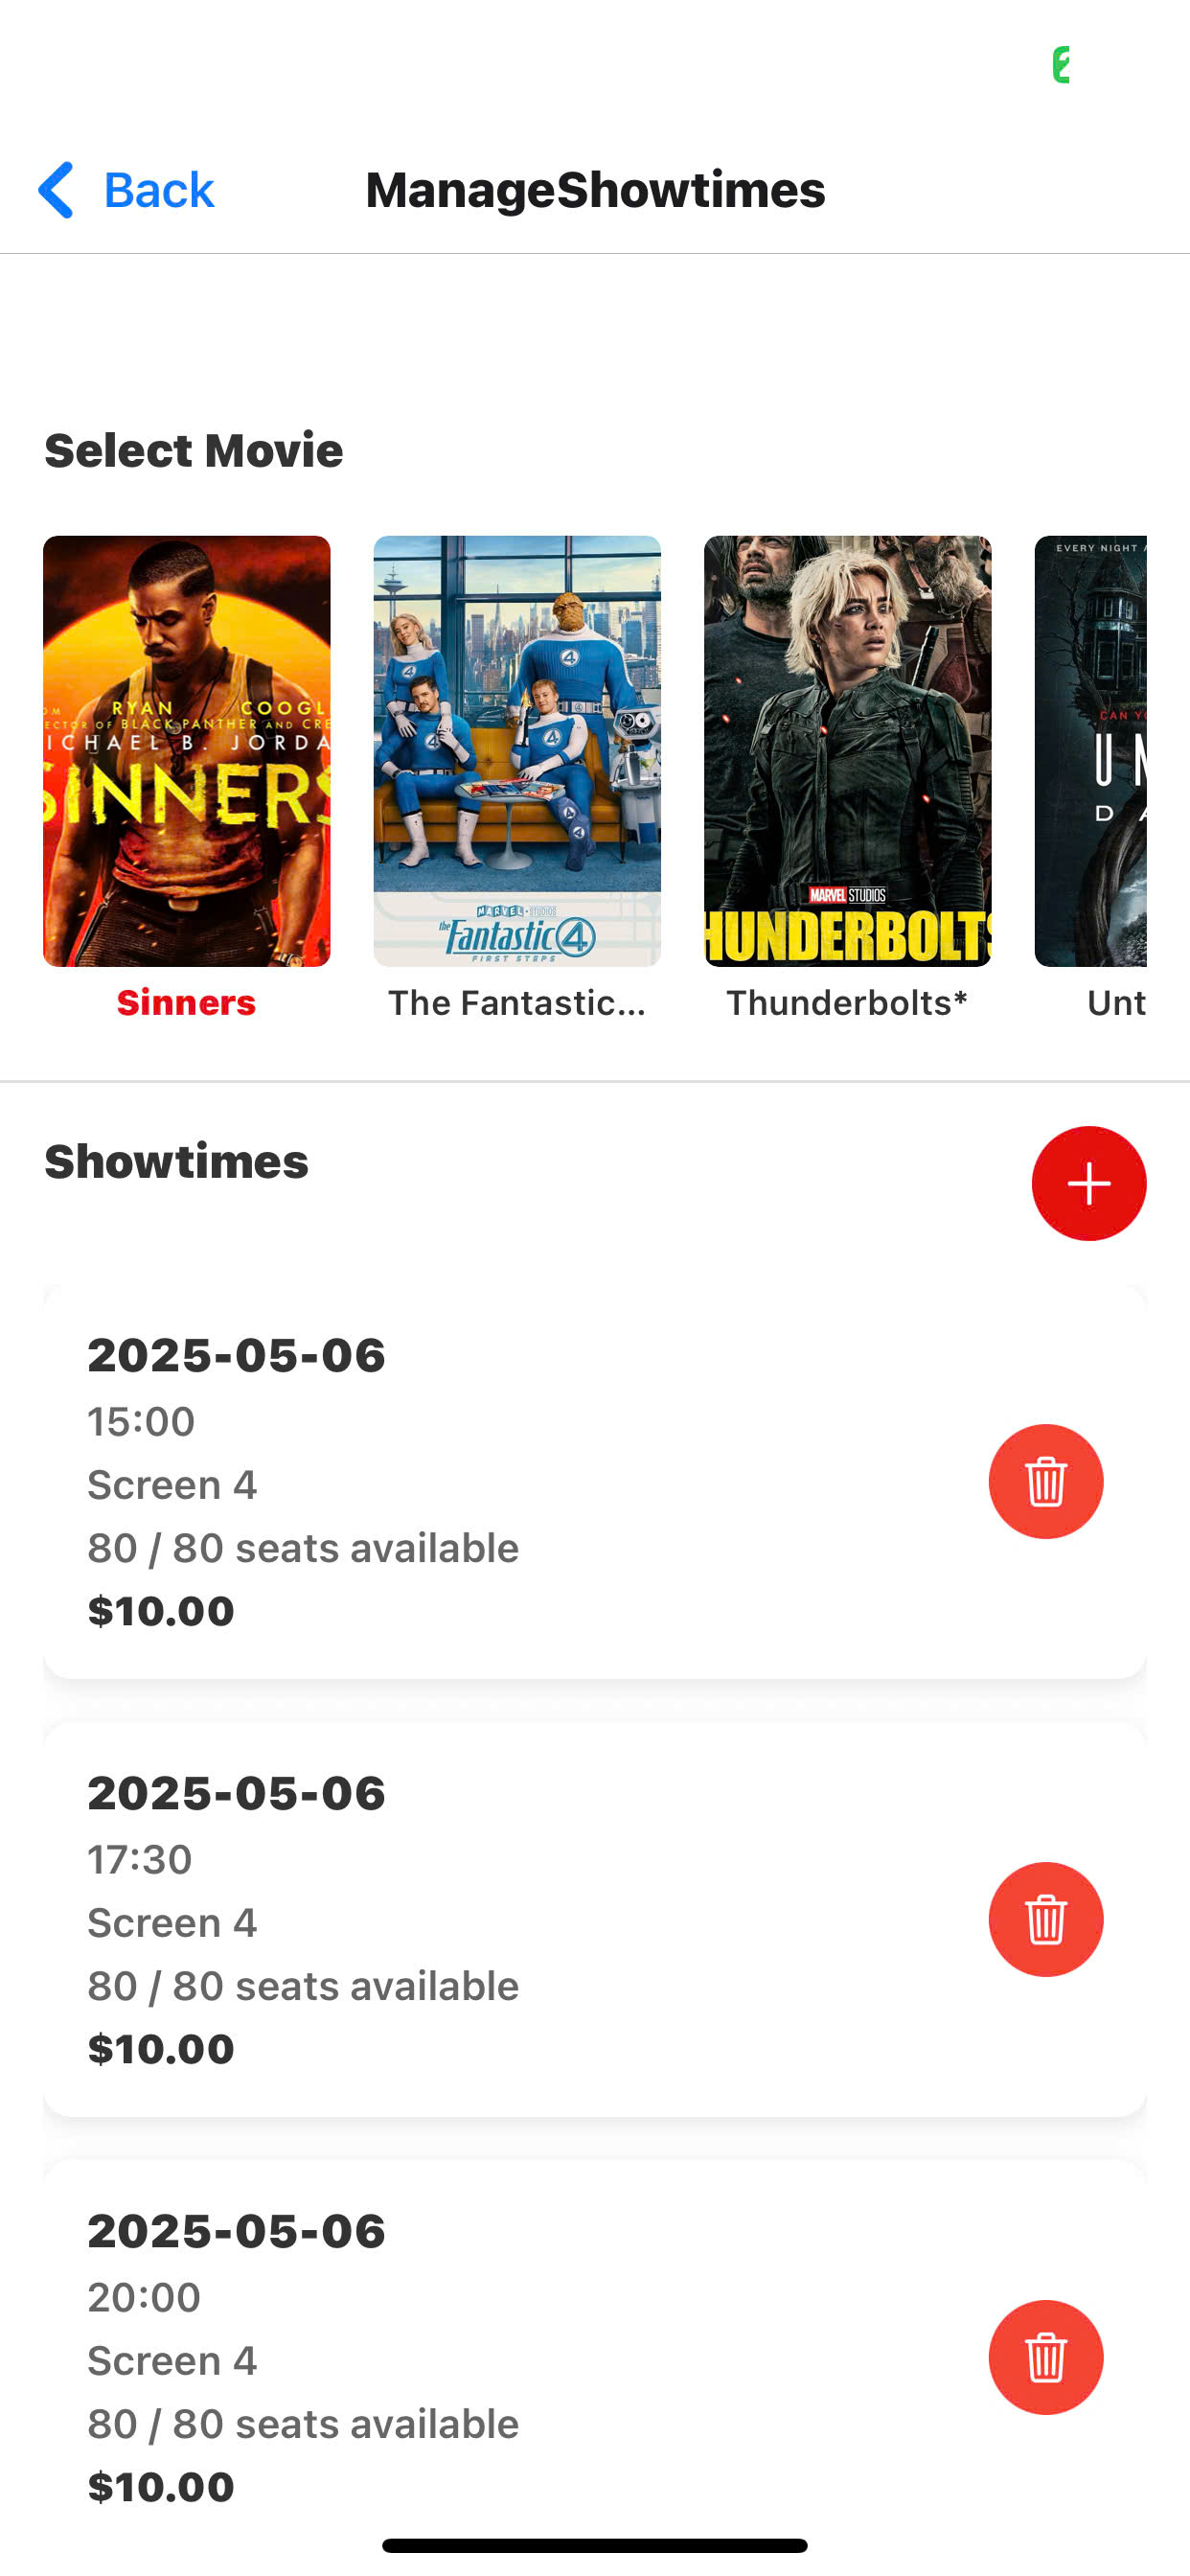 Back
ManageShowtimes
Select Movie
RYAN COOGL
ECTOR OF BLACK PANTHER AND CRE
ICHAEL B. JORDA
SINNERS
MARVEL STUDIOS
the Fantastic 4
FIRST STEPS
MARVEL STUDIOS
HUNDERBOLTS
EVERY NIGHT A
CAN YO
UN
DA
Sinners
The Fantastic...
Thunderbolts*
Unt
Showtimes
2025-05-06
15:00
Screen 4
80 / 80 seats available
$10.00
2025-05-06
17:30
Screen 4
80 / 80 seats available
$10.00
2025-05-06
20:00
Screen 4
80 / 80 seats available
$10.00